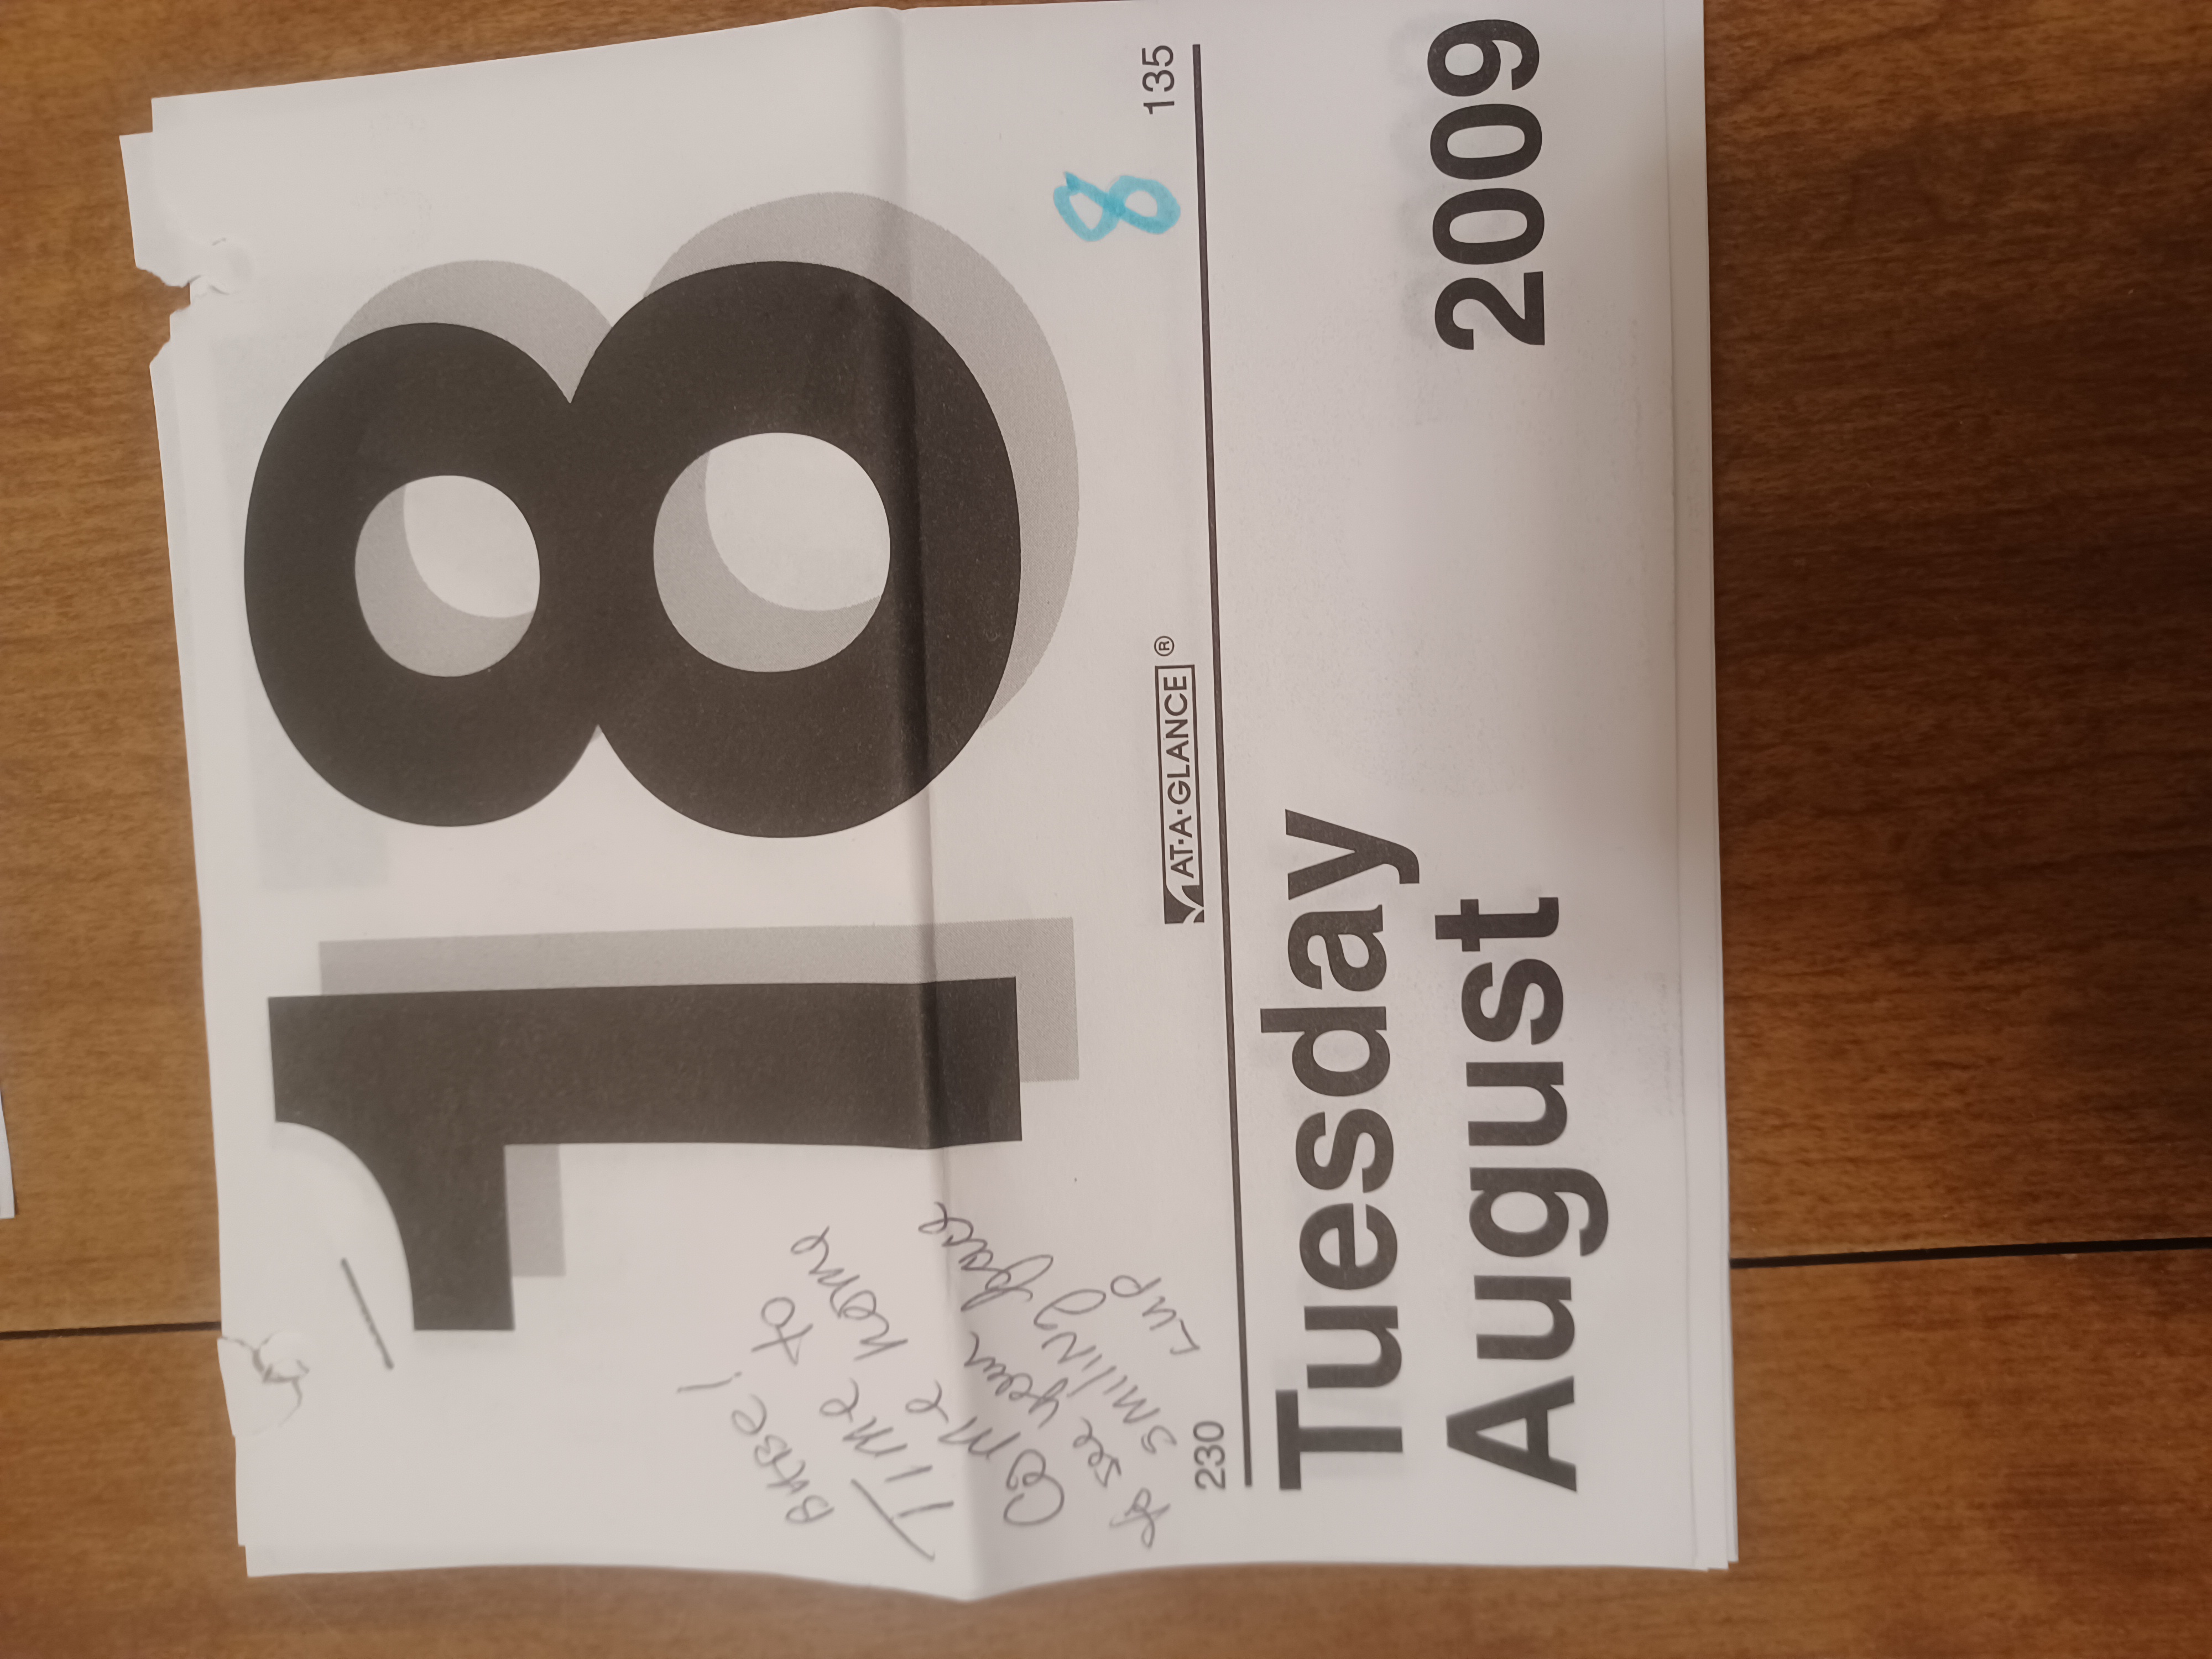 18
BABE!
TIME to
COME home
to see your
smiling face
LUP
8
230
AT·A·GLANCE®
135
Tuesday
August 2009